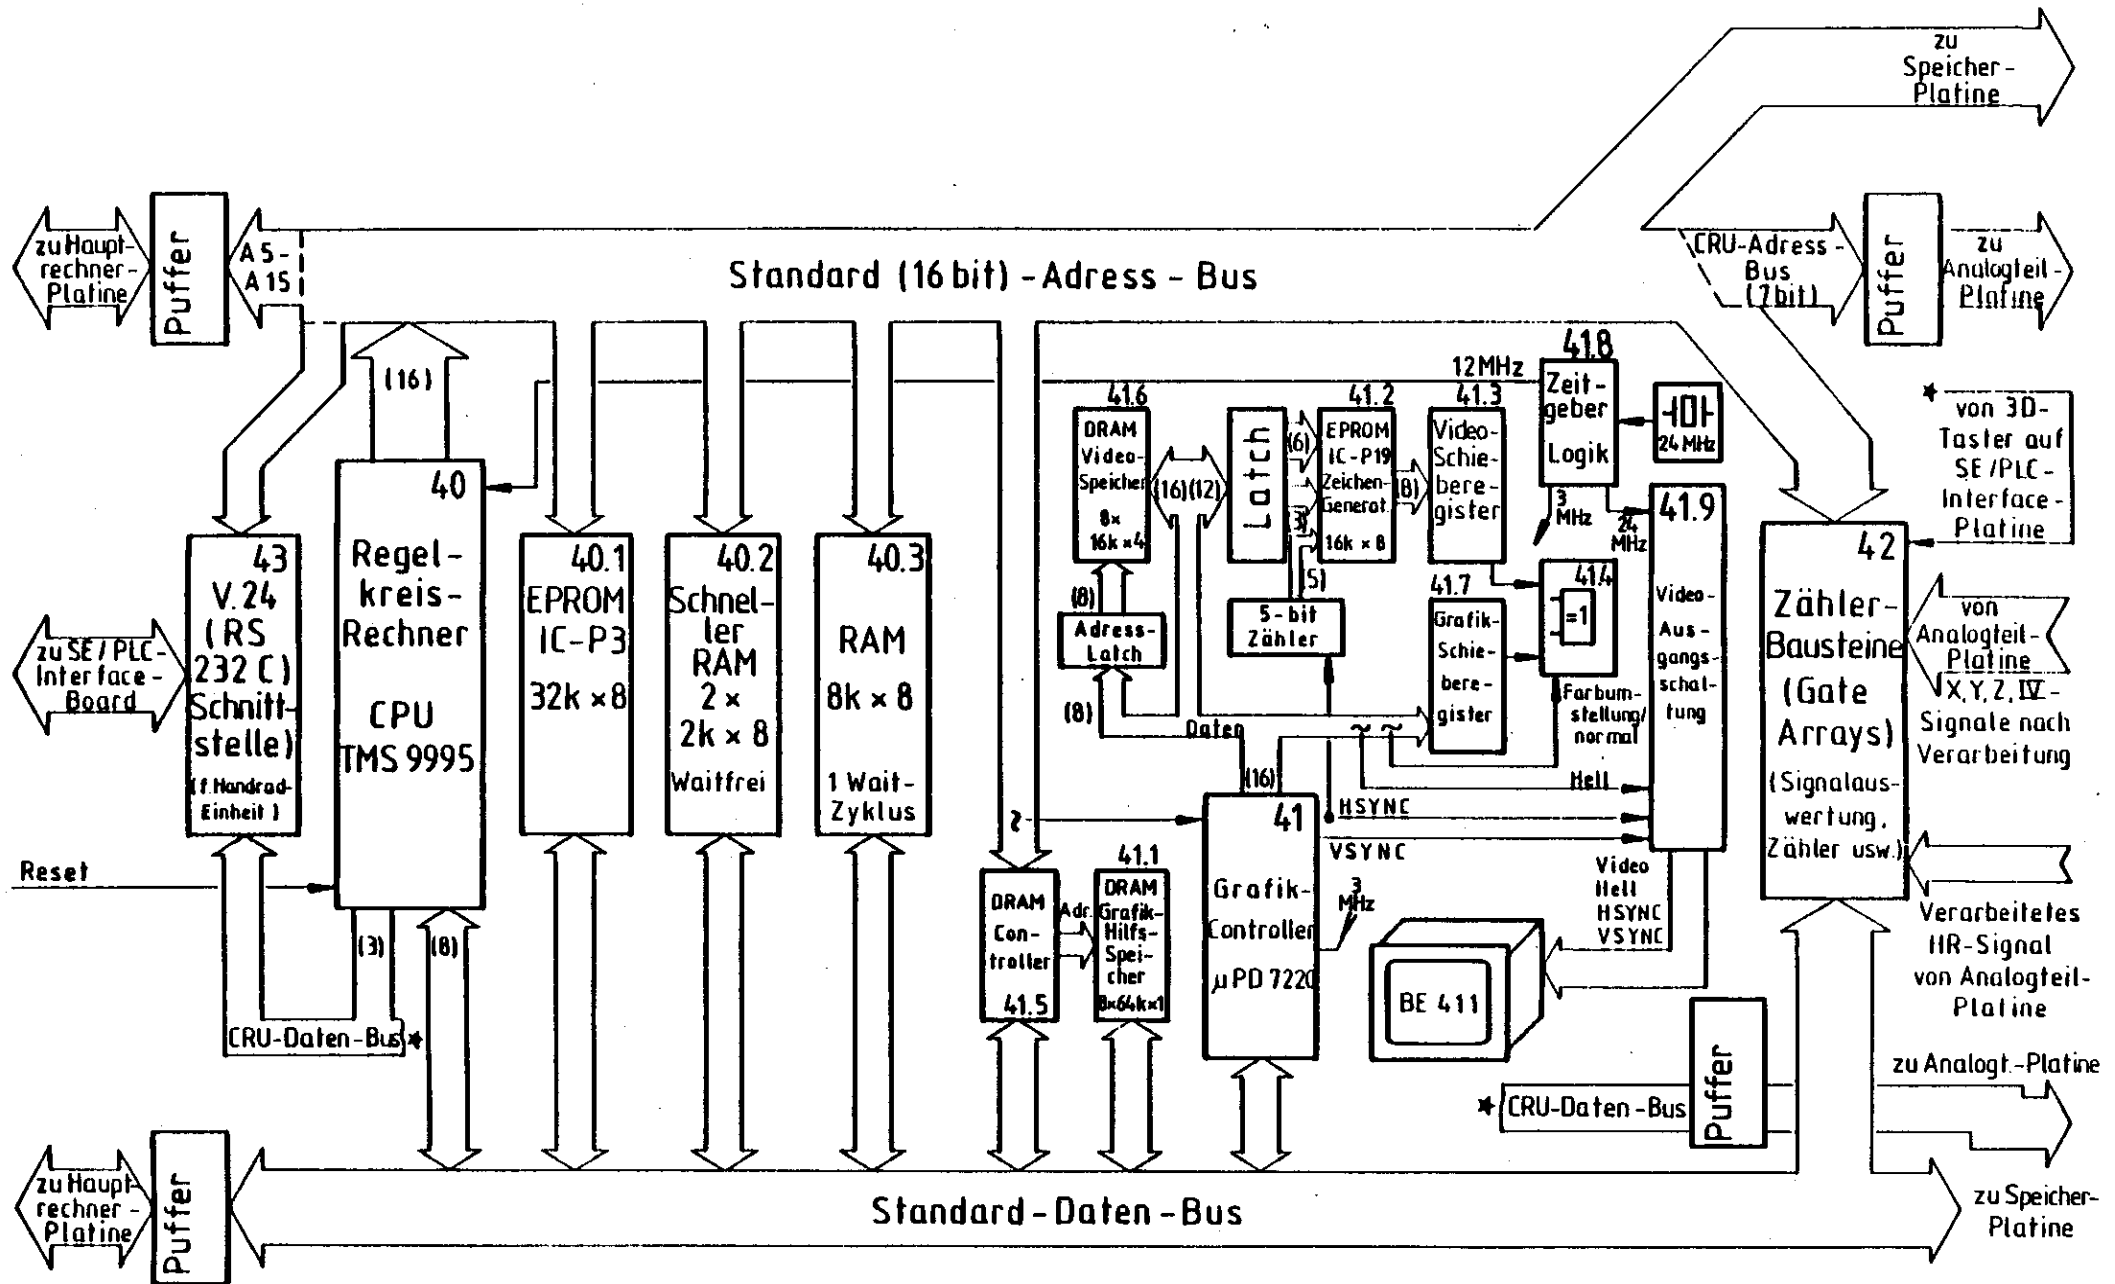 zu
Speicher-
Platine
zu Haupt-
rechner-
Platine
Puffer
A5-
A15
Standard (16 bit) - Adress - Bus
CRU-Adress-
Bus
(7bit)
Puffer
zu
Analogteil-
Platine
(16)
12MHz
41.8
Zeit-
geber
Logik
24 MHz
3
MHz
24
MHz
41.6
DRAM
Video-
Speicher
8x
16k x 4
(16)
(12)
Latch
(6)
(5)
41.2
EPROM
IC-P19
Zeichen-
Generat.
16k x 8
(8)
41.3
Video-
Schie-
bere-
gister
41.9
Video-
Aus-
gangs-
schal-
tung
★ von 3D-
Taster auf
SE/PLC-
Interface-
Platine
40
Regel-
kreis-
Rechner
CPU
TMS 9995
43
V.24
(RS
232 C)
Schnitt-
stelle)
(f. Handrad-
Einheit)
zu SE/PLC-
Interface-
Board
40.1
EPROM
IC-P3
32k x 8
40.2
Schnel-
ler
RAM
2 x
2k x 8
Waitfrei
40.3
RAM
8k x 8
1 Wait-
Zyklus
(8)
Adress-
Latch
(8)
5-bit
Zähler
Daten
41.7
Grafik-
Schie-
bere-
gister
41.4
=1
Farbum-
stellung/
normal
Hell
HSYNC
VSYNC
(16)
42
Zähler-
Bausteine
(Gate
Arrays)
(Signalaus-
wertung,
Zähler usw.)
von
Analogteil-
Platine
X,Y,Z,IV-
Signale nach
Verarbeitung
Reset
(3)
(8)
CRU-Daten-Bus ★
DRAM
Con-
troller
41.5
Adr.
41.1
DRAM
Grafik-
Hilfs-
Spei-
cher
8x64k x 1
41
Grafik-
Controller
µPD 7220
3
MHz
BE 411
Video
Hell
HSYNC
VSYNC
Verarbeitetes
HR-Signal
von Analogteil-
Platine
★ CRU-Daten-Bus
Puffer
zu Analogt.-Platine
zu Haupt-
rechner-
Platine
Puffer
Standard-Daten-Bus
zu Speicher-
Platine